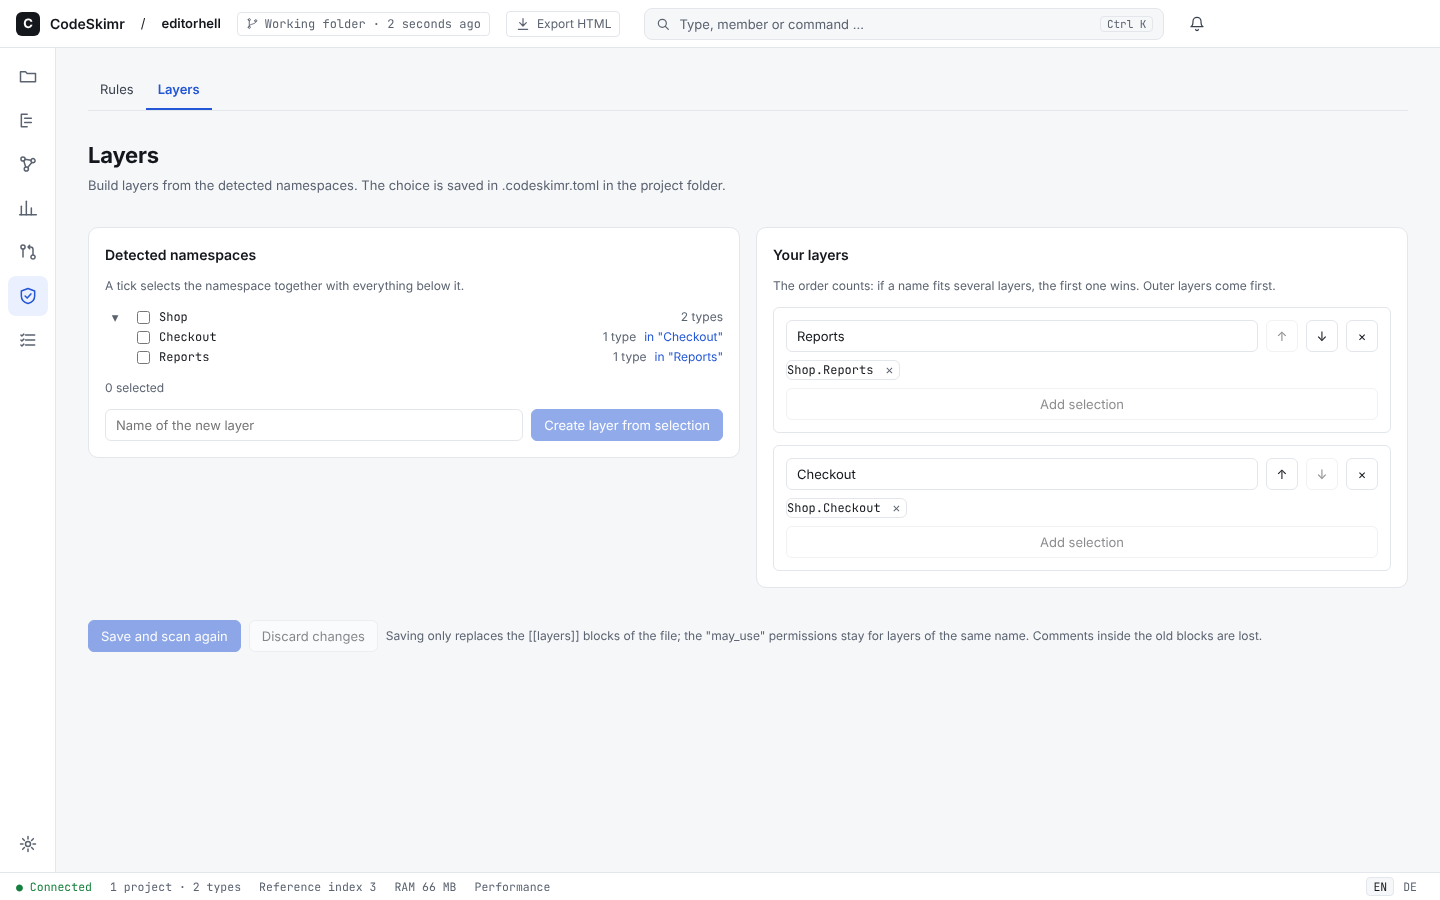 C CodeSkimr / editorhell Working folder · 2 seconds ago Export HTML Type, member or command ... Ctrl K
Rules Layers
Layers
Build layers from the detected namespaces. The choice is saved in .codeskimr.toml in the project folder.
Detected namespaces
A tick selects the namespace together with everything below it.
▼ Shop 2 types
Checkout 1 type in "Checkout"
Reports 1 type in "Reports"
0 selected
Name of the new layer Create layer from selection
Your layers
The order counts: if a name fits several layers, the first one wins. Outer layers come first.
Reports ↑ ↓ ×
Shop.Reports ×
Add selection
Checkout ↑ ↓ ×
Shop.Checkout ×
Add selection
Save and scan again Discard changes Saving only replaces the [[layers]] blocks of the file; the "may_use" permissions stay for layers of the same name. Comments inside the old blocks are lost.
● Connected 1 project · 2 types Reference index 3 RAM 66 MB Performance EN DE